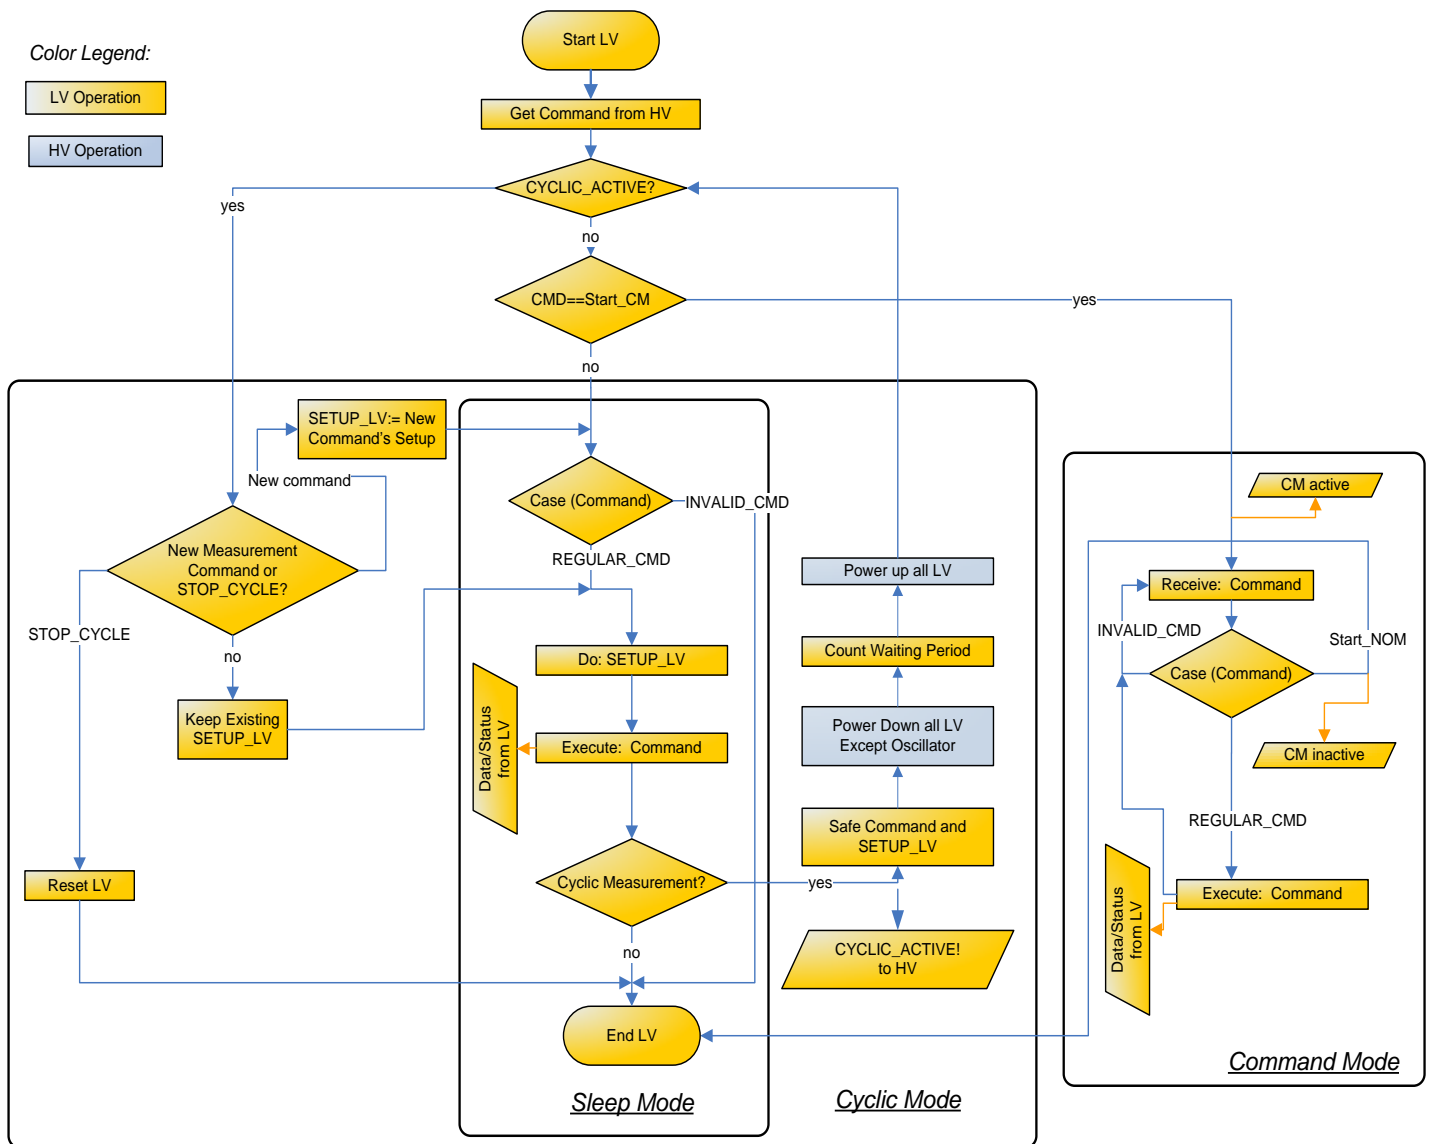 Start LV
Color Legend:
LV Operation
HV Operation
Get Command from HV
CYCLIC_ACTIVE?
yes
no
CMD==Start_CM
yes
no
SETUP_LV:= New
Command's Setup
New command
Case (Command)
INVALID_CMD
REGULAR_CMD
New Measurement
Command or
STOP_CYCLE?
STOP_CYCLE
no
Keep Existing
SETUP_LV
Do: SETUP_LV
Execute:  Command
Data/Status
from LV
Cyclic Measurement?
yes
no
Reset LV
End LV
Sleep Mode
Power up all LV
Count Waiting Period
Power Down all LV
Except Oscillator
Safe Command and
SETUP_LV
CYCLIC_ACTIVE!
to HV
Cyclic Mode
CM active
Receive:  Command
INVALID_CMD
Start_NOM
Case (Command)
CM inactive
REGULAR_CMD
Execute:  Command
Data/Status
from LV
Command Mode